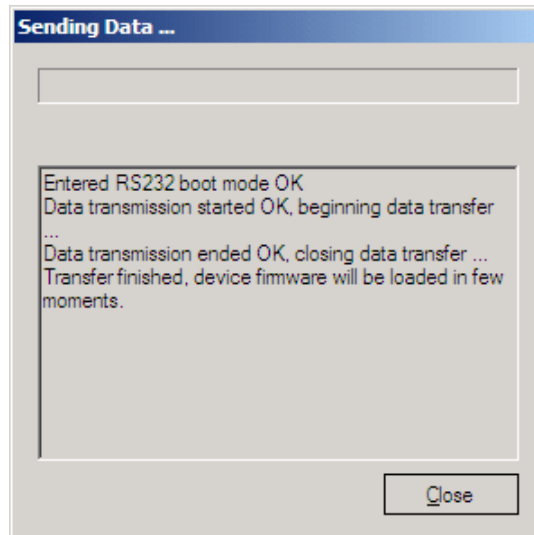 Sending Data ...
Entered RS232 boot mode OK
Data transmission started OK, beginning data transfer
...
Data transmission ended OK, closing data transfer ...
Transfer finished, device firmware will be loaded in few
moments.
Close